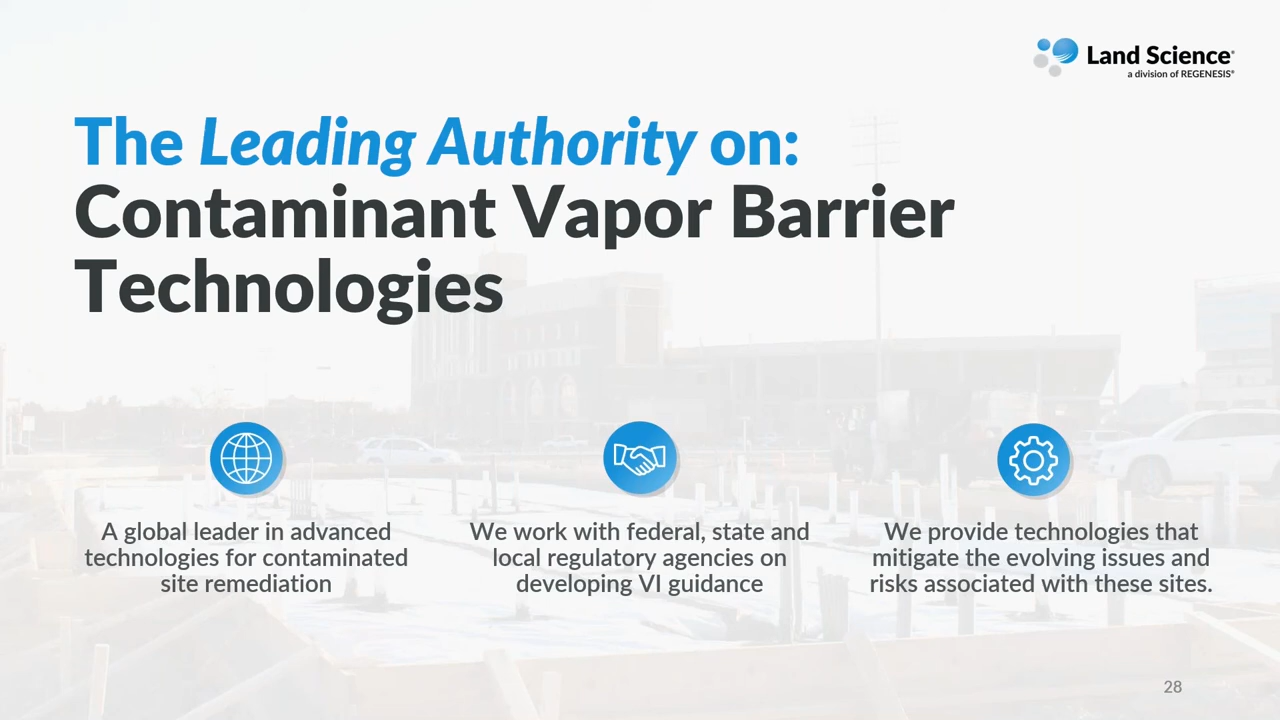 Land Science®
a division of REGENESIS®
The Leading Authority on:
Contaminant Vapor Barrier
Technologies
A global leader in advanced
technologies for contaminated
site remediation
We work with federal, state and
local regulatory agencies on
developing VI guidance
We provide technologies that
mitigate the evolving issues and
risks associated with these sites.
28